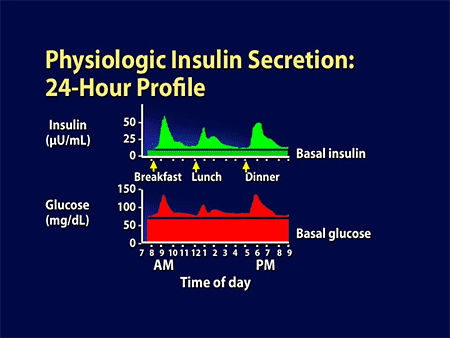 Physiologic Insulin Secretion:
24-Hour Profile
Insulin
(µU/mL)
50
25
0
Basal insulin
Breakfast Lunch Dinner
Glucose
(mg/dL)
150
100
50
0
Basal glucose
7 8 9 10 11 12 1 2 3 4 5 6 7 8 9
AM PM
Time of day